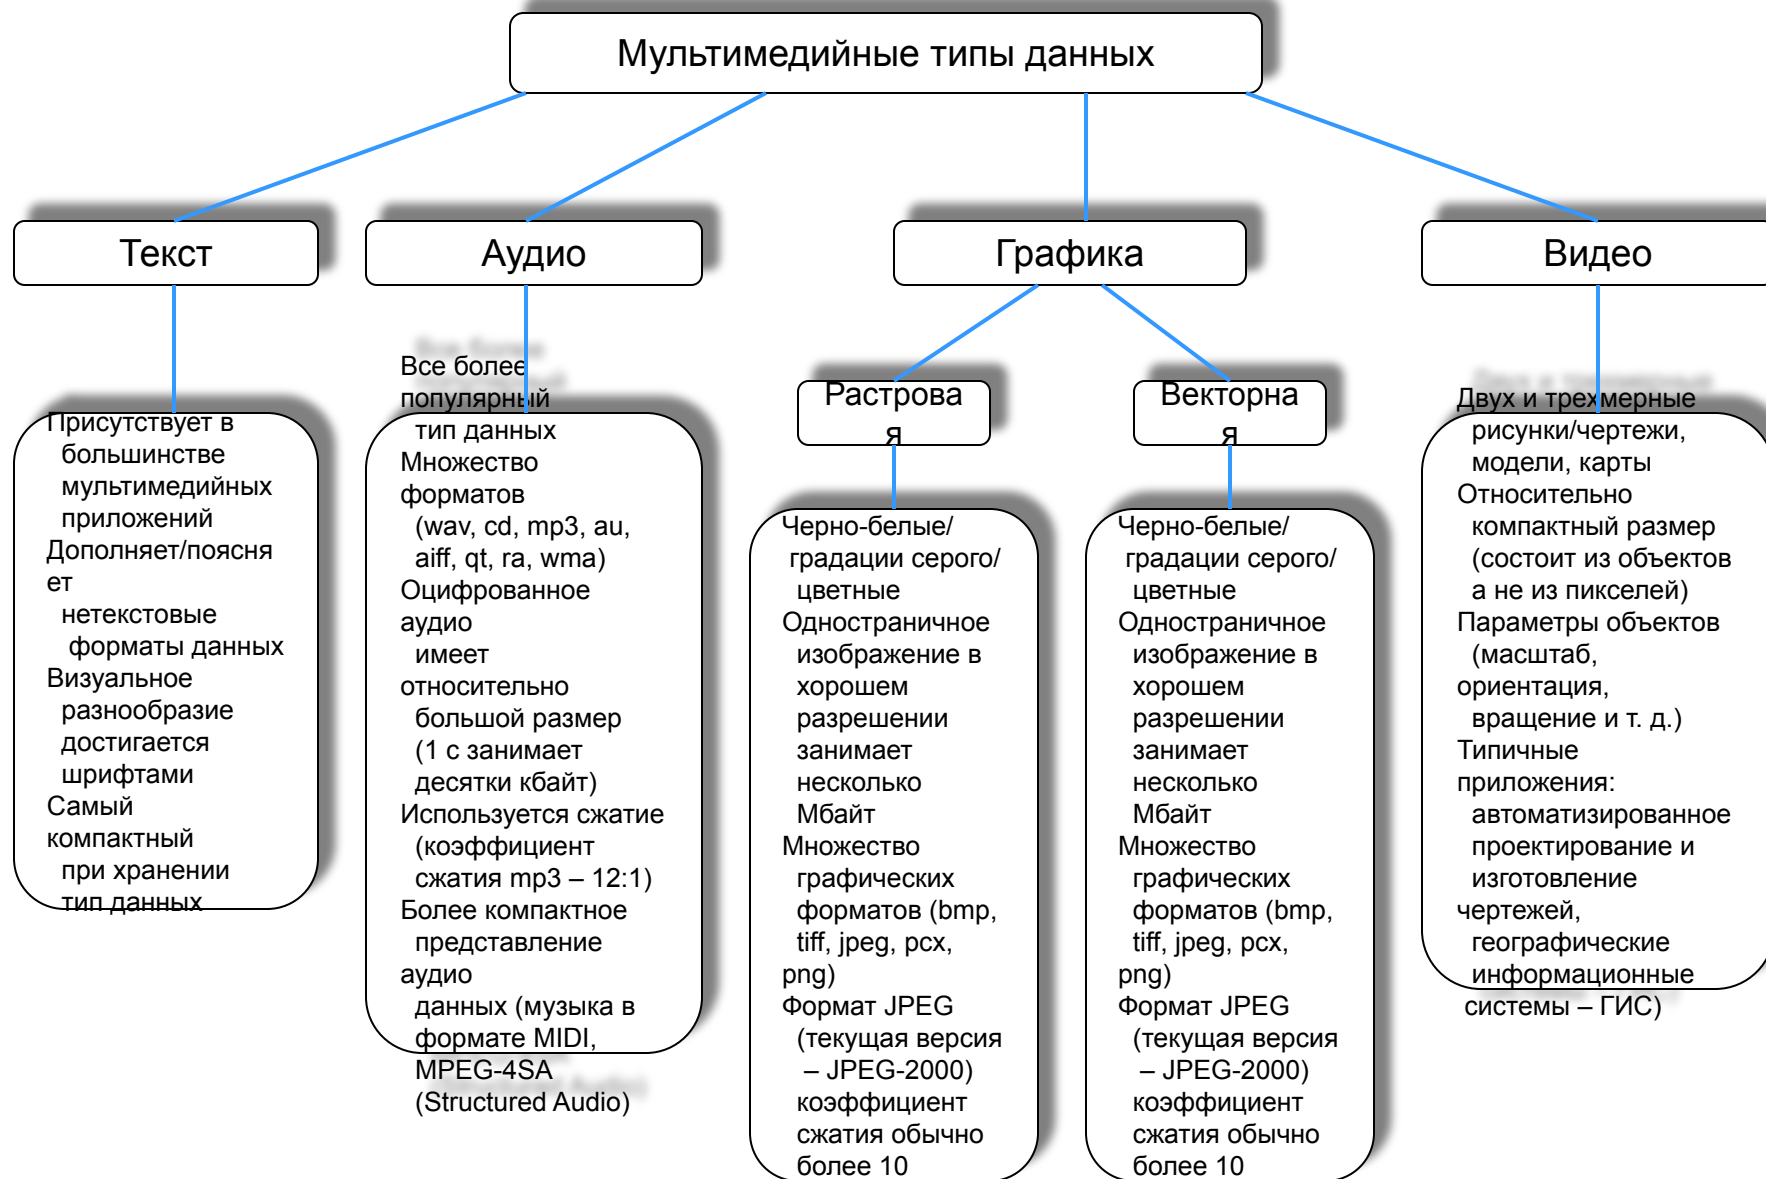 Мультимедийные типы данных
Текст
Аудио
Графика
Видео
Растрова
я
Векторна
я
Присутствует в
большинстве
мультимедийных
приложений
Дополняет/поясня
ет
нетекстовые
форматы данных
Визуальное
разнообразие
достигается
шрифтами
Самый
компактный
при хранении
тип данных
Все более
популярный
тип данных
Множество
форматов
(wav, cd, mp3, au,
aiff, qt, ra, wma)
Оцифрованное
аудио
имеет
относительно
большой размер
(1 с занимает
десятки кбайт)
Используется сжатие
(коэффициент
сжатия mp3 – 12:1)
Более компактное
представление
аудио
данных (музыка в
формате MIDI,
MPEG-4SA
(Structured Audio)
Черно-белые/
градации серого/
цветные
Одностраничное
изображение в
хорошем
разрешении
занимает
несколько
Мбайт
Множество
графических
форматов (bmp,
tiff, jpeg, pcx,
png)
Формат JPEG
(текущая версия
– JPEG-2000)
коэффициент
сжатия обычно
более 10
Черно-белые/
градации серого/
цветные
Одностраничное
изображение в
хорошем
разрешении
занимает
несколько
Мбайт
Множество
графических
форматов (bmp,
tiff, jpeg, pcx,
png)
Формат JPEG
(текущая версия
– JPEG-2000)
коэффициент
сжатия обычно
более 10
Двух и трехмерные
рисунки/чертежи,
модели, карты
Относительно
компактный размер
(состоит из объектов
а не из пикселей)
Параметры объектов
(масштаб,
ориентация,
вращение и т. д.)
Типичные
приложения:
автоматизированное
проектирование и
изготовление
чертежей,
географические
информационные
системы – ГИС)